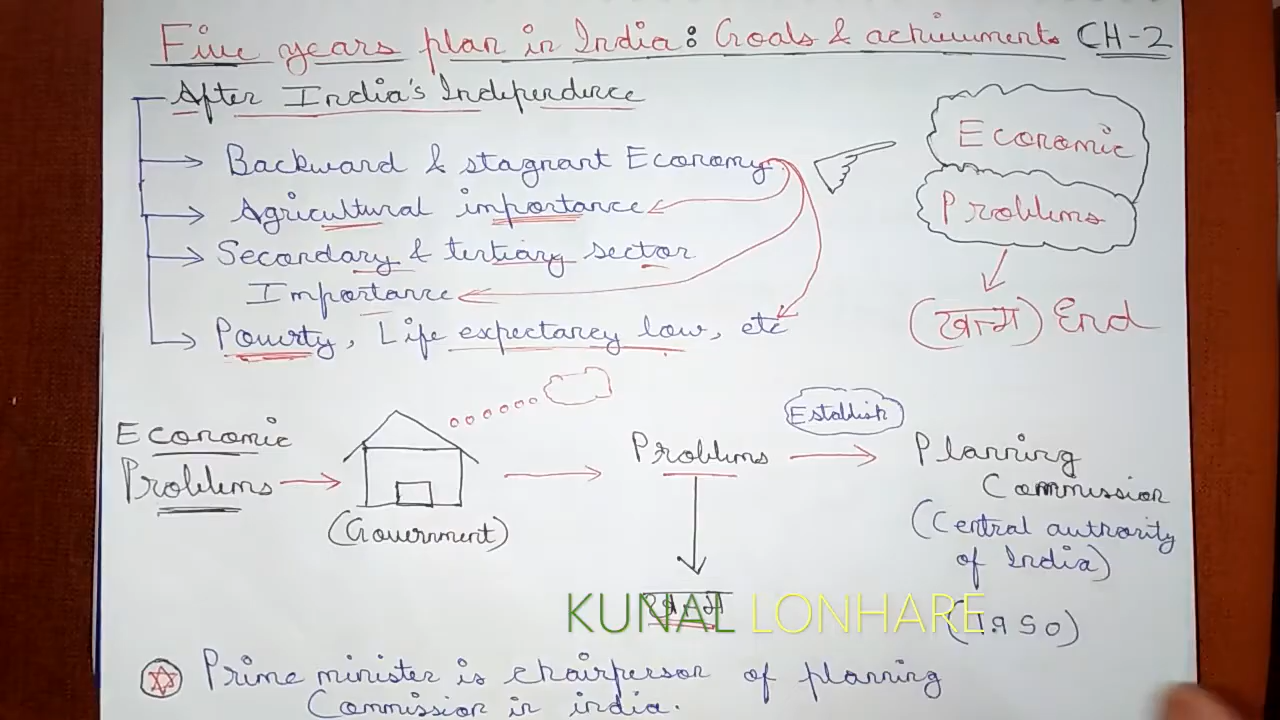 Five years plan in India: Goals & achievments CH-2
After India's Independence
Backward & stagnant Economy
Agricultural importance
Secondary & tertiary sector
Importance
Poverty, Life expectancy low, etc
Economic
Problems
(खात्म) End
Economic
Problems
(Government)
Problems
Establish
Planning
Commission
(Central authority
of India)
(1950)
KUNAL LONHARE
Prime minister is chairperson of planning
Commission in india.